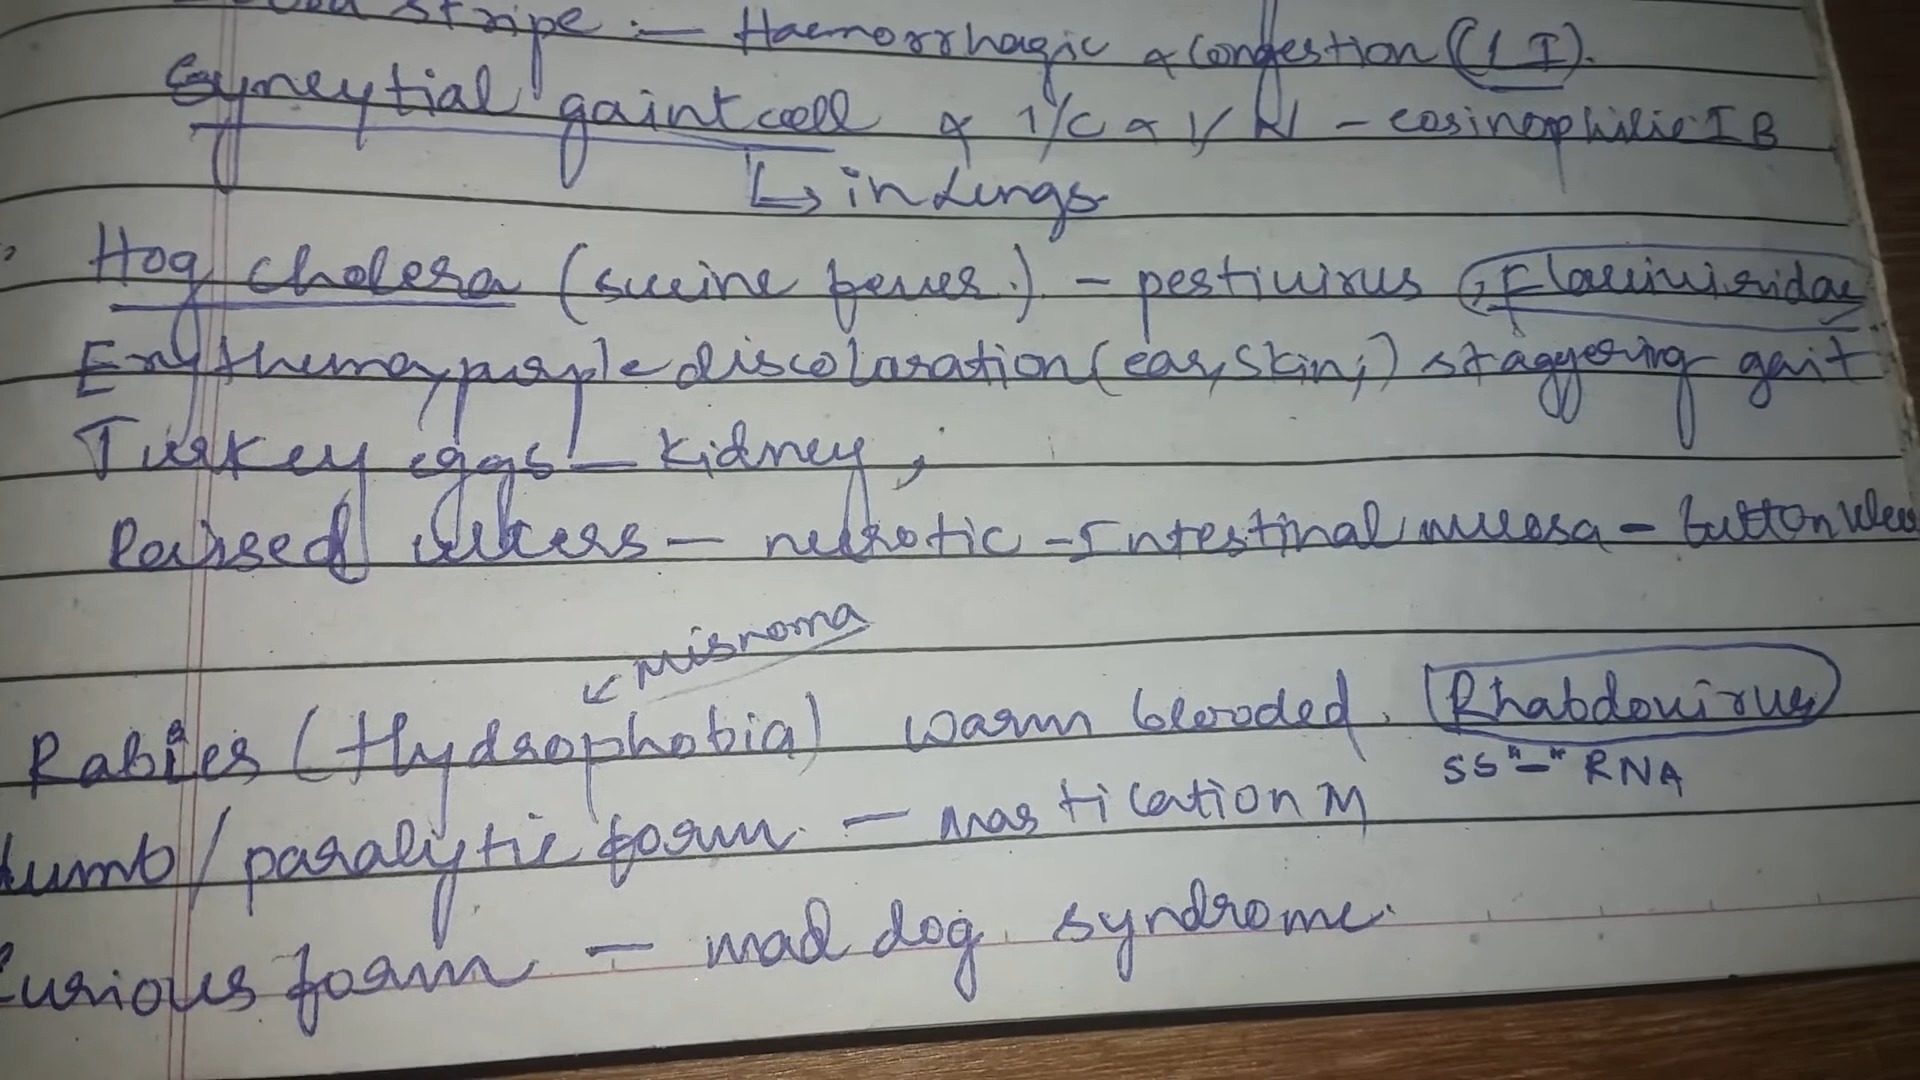 stripe :- Haemorrhagic & Congestion (LI).
Syncytial gaint cell & I/C & I/N - eosinophilic IB
↳ in Lungs
Hog cholera (swine fever.) - pestivirus, Flaviviridae
Erythema, purple discolaration (ear, skin,) staggering gait
Turkey eggs - kidney,
Raised ulcers - necrotic - Intestinal mucosa - button ulcer
↙ misnoma
Rabies (Hydrophobia) warm blooded. Rhabdovirus
ss "-" RNA
dumb / paralytic form. - mastication M
furious form - mad dog syndrome.